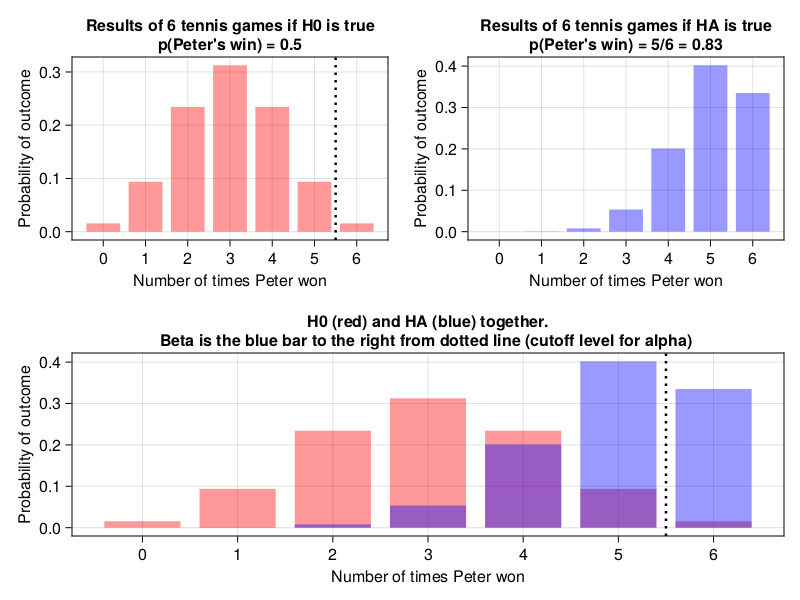 Results of 6 tennis games if H0 is true
p(Peter's win) = 0.5
Probability of outcome
0.3
0.2
0.1
0.0
0 1 2 3 4 5 6
Number of times Peter won
Results of 6 tennis games if HA is true
p(Peter's win) = 5/6 = 0.83
Probability of outcome
0.4
0.3
0.2
0.1
0.0
0 1 2 3 4 5 6
Number of times Peter won
H0 (red) and HA (blue) together.
Beta is the blue bar to the right from dotted line (cutoff level for alpha)
Probability of outcome
0.4
0.3
0.2
0.1
0.0
0 1 2 3 4 5 6
Number of times Peter won